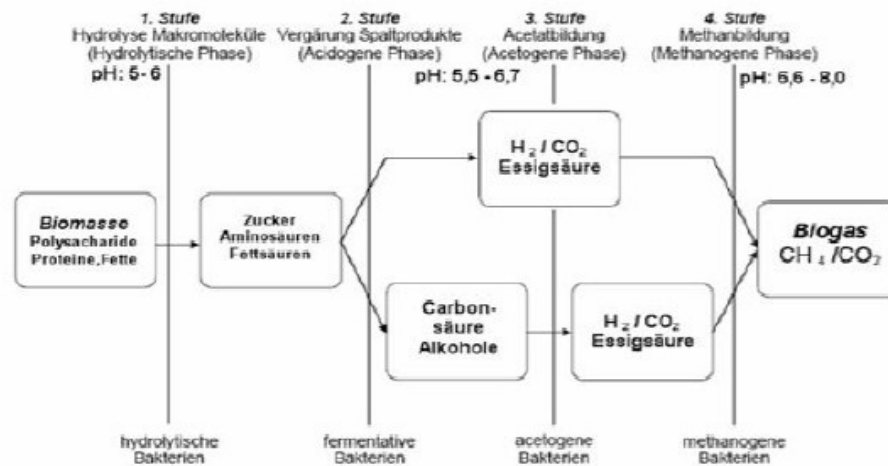 1. Stufe
Hydrolyse Makromoleküle
(Hydrolytische Phase)
pH: 5-6
2. Stufe
Vergärung Spaltprodukte
(Acidogene Phase)
pH: 5,5 - 6,7
3. Stufe
Acetatbildung
(Acetogene Phase)
4. Stufe
Methanbildung
(Methanogene Phase)
pH: 6,6 - 8,0
Biomasse
Polysacharide
Proteine,Fette
Zucker
Aminosäuren
Fettsäuren
H₂ / CO₂
Essigsäure
Carbon-
säure
Alkohole
H₂ / CO₂
Essigsäure
Biogas
CH₄ /CO₂
hydrolytische
Bakterien
fermentative
Bakterien
acetogene
Bakterien
methanogene
Bakterien